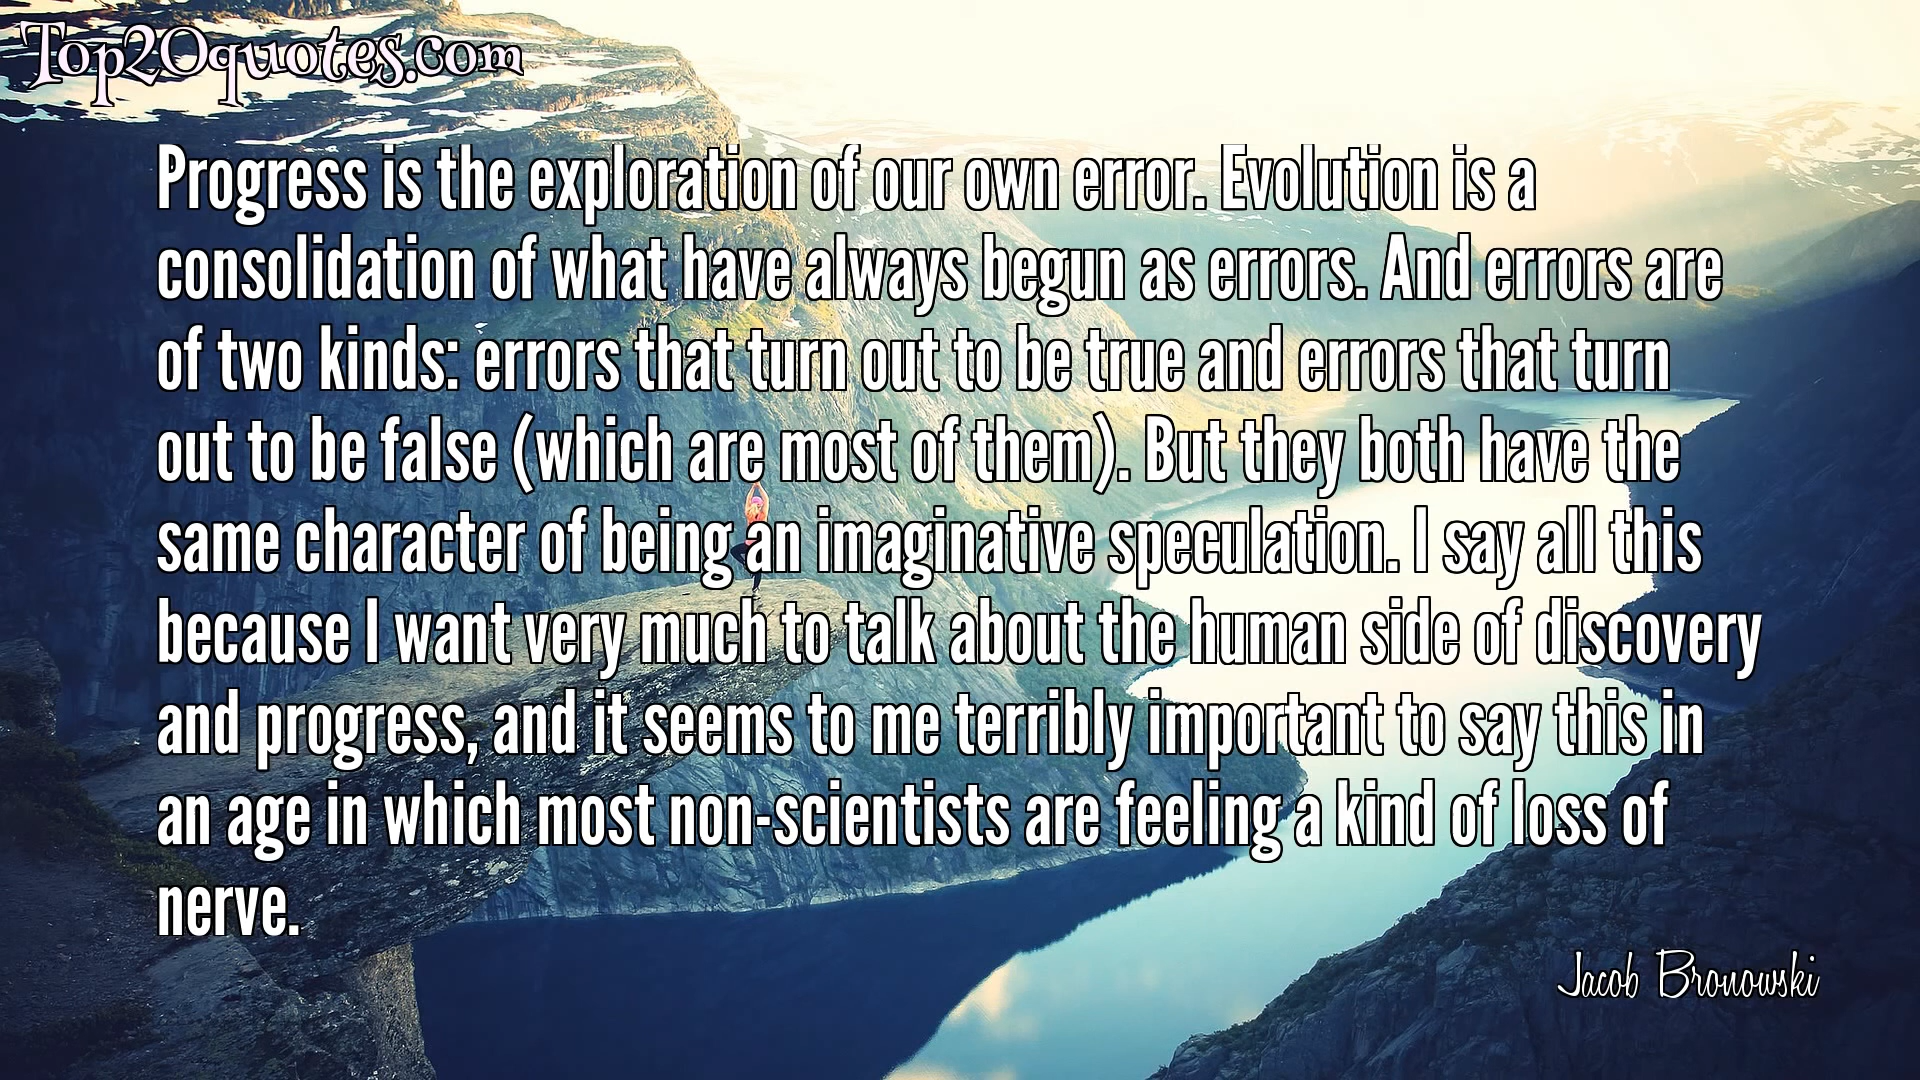 Top20quotes.com
Progress is the exploration of our own error. Evolution is a
consolidation of what have always begun as errors. And errors are
of two kinds: errors that turn out to be true and errors that turn
out to be false (which are most of them). But they both have the
same character of being an imaginative speculation. I say all this
because I want very much to talk about the human side of discovery
and progress, and it seems to me terribly important to say this in
an age in which most non-scientists are feeling a kind of loss of
nerve.
Jacob Bronowski